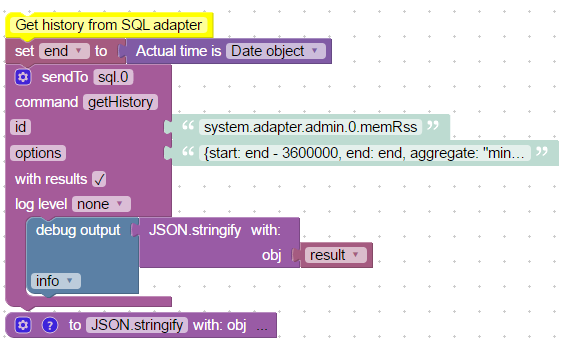 Get history from SQL adapter
set end to Actual time is Date object
sendTo sql.0
command getHistory
id “ system.adapter.admin.0.memRss ”
options “ {start: end - 3600000, end: end, aggregate: "min... ”
with results ✓
log level none
debug output JSON.stringify with:
obj result
info
? to JSON.stringify with: obj ...